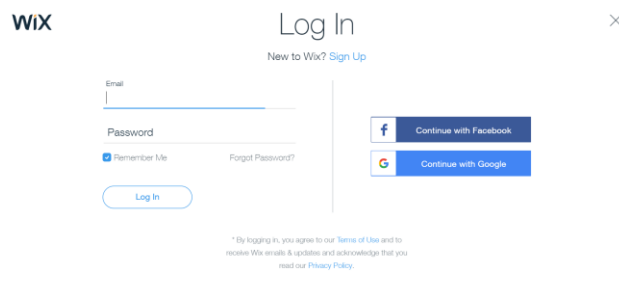 WiX
Log In
New to Wix? Sign Up
Email
Password
Remember Me
Forgot Password?
Log In
f Continue with Facebook
G Continue with Google
* By logging in, you agree to our Terms of Use and to
receive Wix emails & updates and acknowledge that you
read our Privacy Policy.